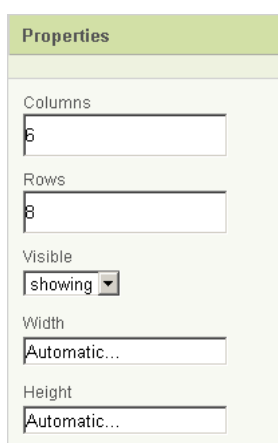 Properties
Columns
6
Rows
8
Visible
showing
Width
Automatic...
Height
Automatic...